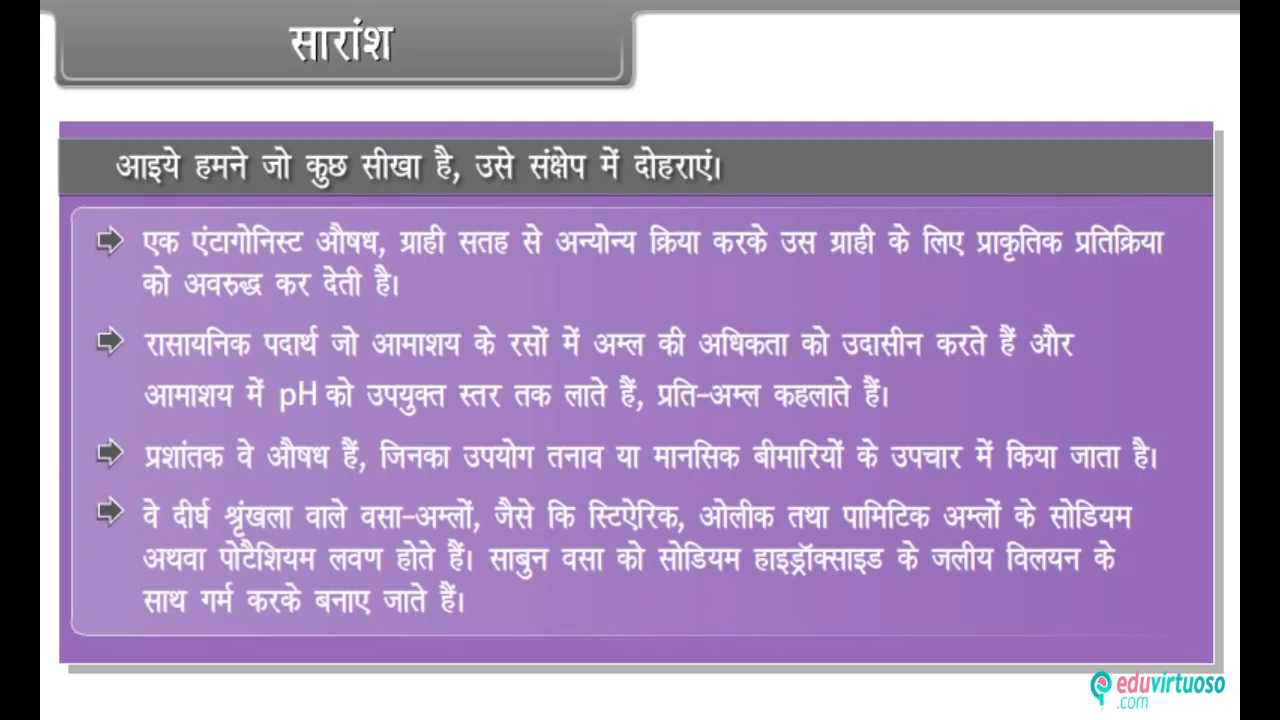 सारांश
आइये हमने जो कुछ सीखा है, उसे संक्षेप में दोहराएं।
एक एंटागोनिस्ट औषध, ग्राही सतह से अन्योन्य क्रिया करके उस ग्राही के लिए प्राकृतिक प्रतिक्रिया
को अवरुद्ध कर देती है।
रासायनिक पदार्थ जो आमाशय के रसों में अम्ल की अधिकता को उदासीन करते हैं और
आमाशय में pH को उपयुक्त स्तर तक लाते हैं, प्रति-अम्ल कहलाते हैं।
प्रशांतक वे औषध हैं, जिनका उपयोग तनाव या मानसिक बीमारियों के उपचार में किया जाता है।
वे दीर्घ श्रृंखला वाले वसा-अम्लों, जैसे कि स्टिऐरिक, ओलीक तथा पामिटिक अम्लों के सोडियम
अथवा पोटैशियम लवण होते हैं। साबुन वसा को सोडियम हाइड्रॉक्साइड के जलीय विलयन के
साथ गर्म करके बनाए जाते हैं।
eduvirtuoso
.com